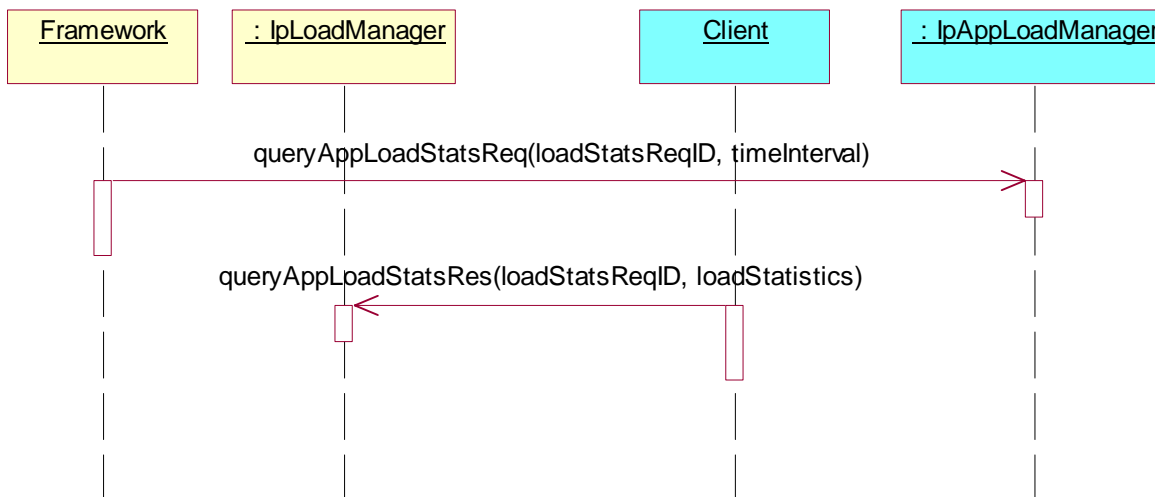 Framework
: IpLoadManager
Client
: IpAppLoadManager
queryAppLoadStatsReq(loadStatsReqID, timeInterval)
queryAppLoadStatsRes(loadStatsReqID, loadStatistics)